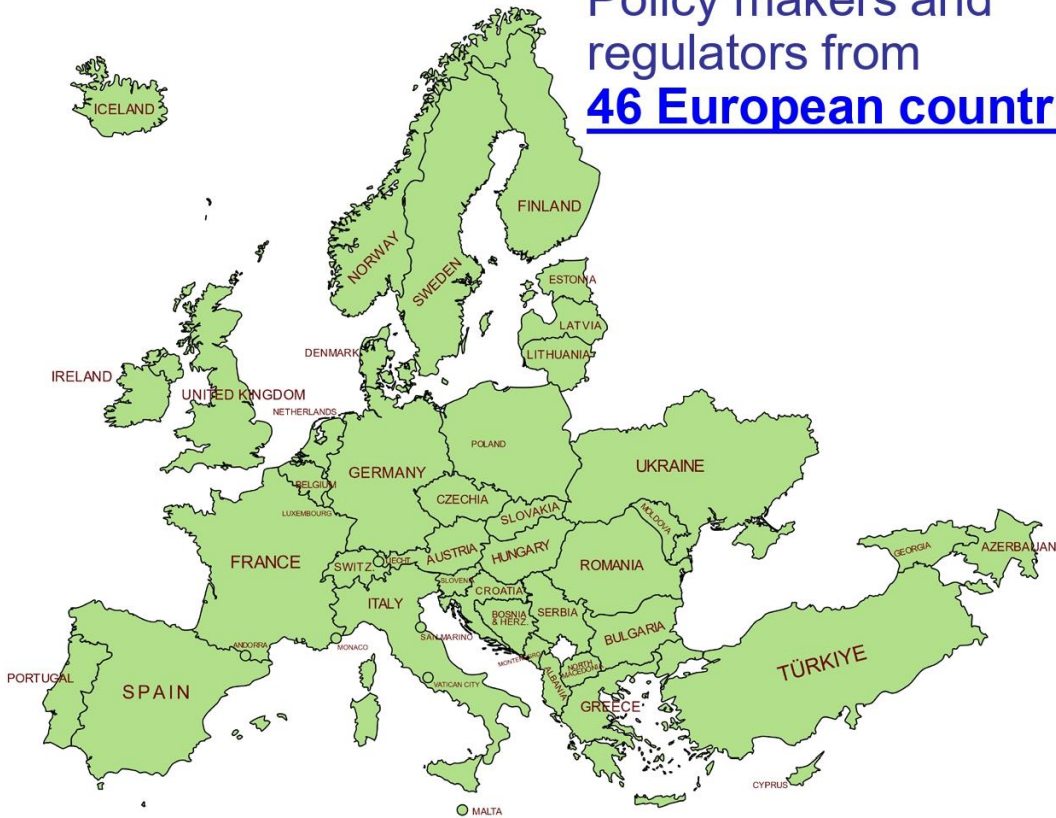 Policy makers and
regulators from
46 European countr
ICELAND
FINLAND
NORWAY
SWEDEN
ESTONIA
LATVIA
LITHUANIA
DENMARK
IRELAND
UNITED KINGDOM
NETHERLANDS
POLAND
UKRAINE
GERMANY
BELGIUM
CZECHIA
LUXEMBOURG
SLOVAKIA
MOLDOVA
FRANCE
SWITZ.
LIECHT.
AUSTRIA
HUNGARY
ROMANIA
GEORGIA
AZERBAIJAN
SLOVENIA
CROATIA
ITALY
BOSNIA
& HERZ.
SERBIA
BULGARIA
SAN MARINO
ANDORRA
MONACO
MONTENEGRO
NORTH
MACEDONIA
ALBANIA
TÜRKIYE
PORTUGAL
SPAIN
VATICAN CITY
GREECE
CYPRUS
MALTA